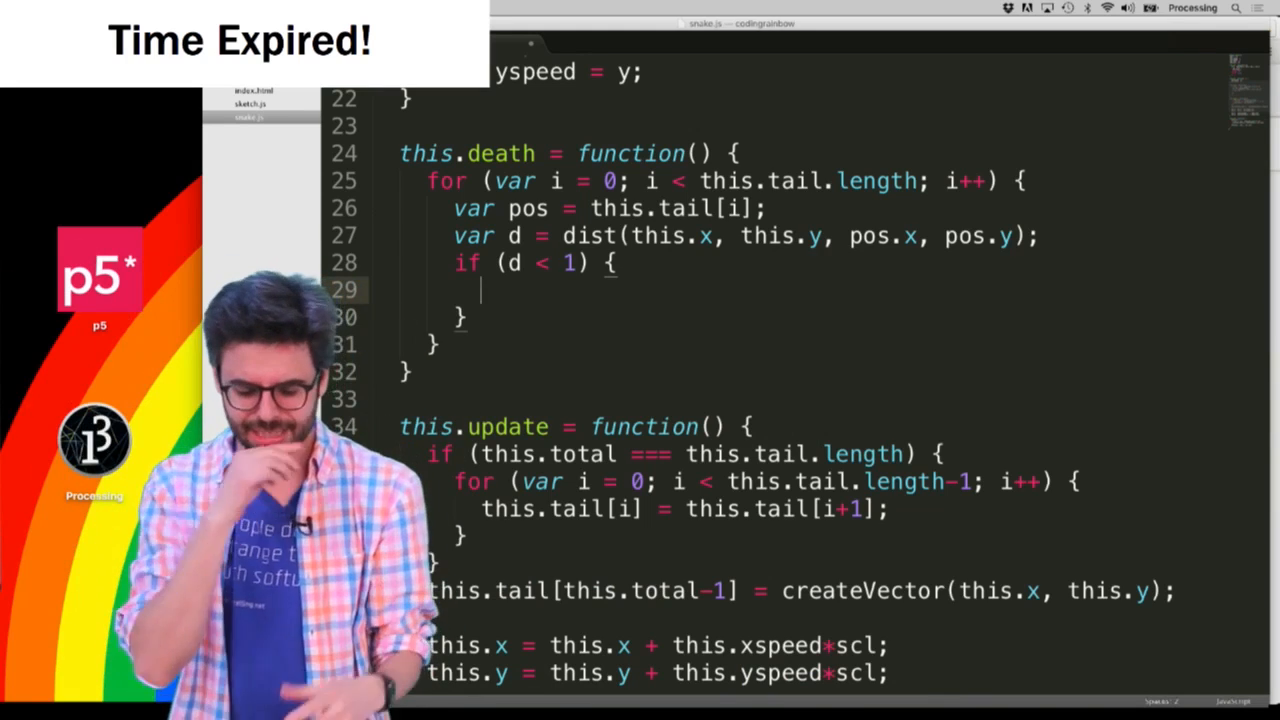 Time Expired!
Processing
snake.js — codingrainbow
index.html
sketch.js
snake.js
yspeed = y;
22 }
23
24 this.death = function() {
25 for (var i = 0; i < this.tail.length; i++) {
26 var pos = this.tail[i];
27 var d = dist(this.x, this.y, pos.x, pos.y);
28 if (d < 1) {
29
30 }
31 }
32 }
33
34 this.update = function() {
if (this.total === this.tail.length) {
for (var i = 0; i < this.tail.length-1; i++) {
this.tail[i] = this.tail[i+1];
}
}
this.tail[this.total-1] = createVector(this.x, this.y);
this.x = this.x + this.xspeed*scl;
this.y = this.y + this.yspeed*scl;
p5*
p5
Processing
Spaces: 2
JavaScript